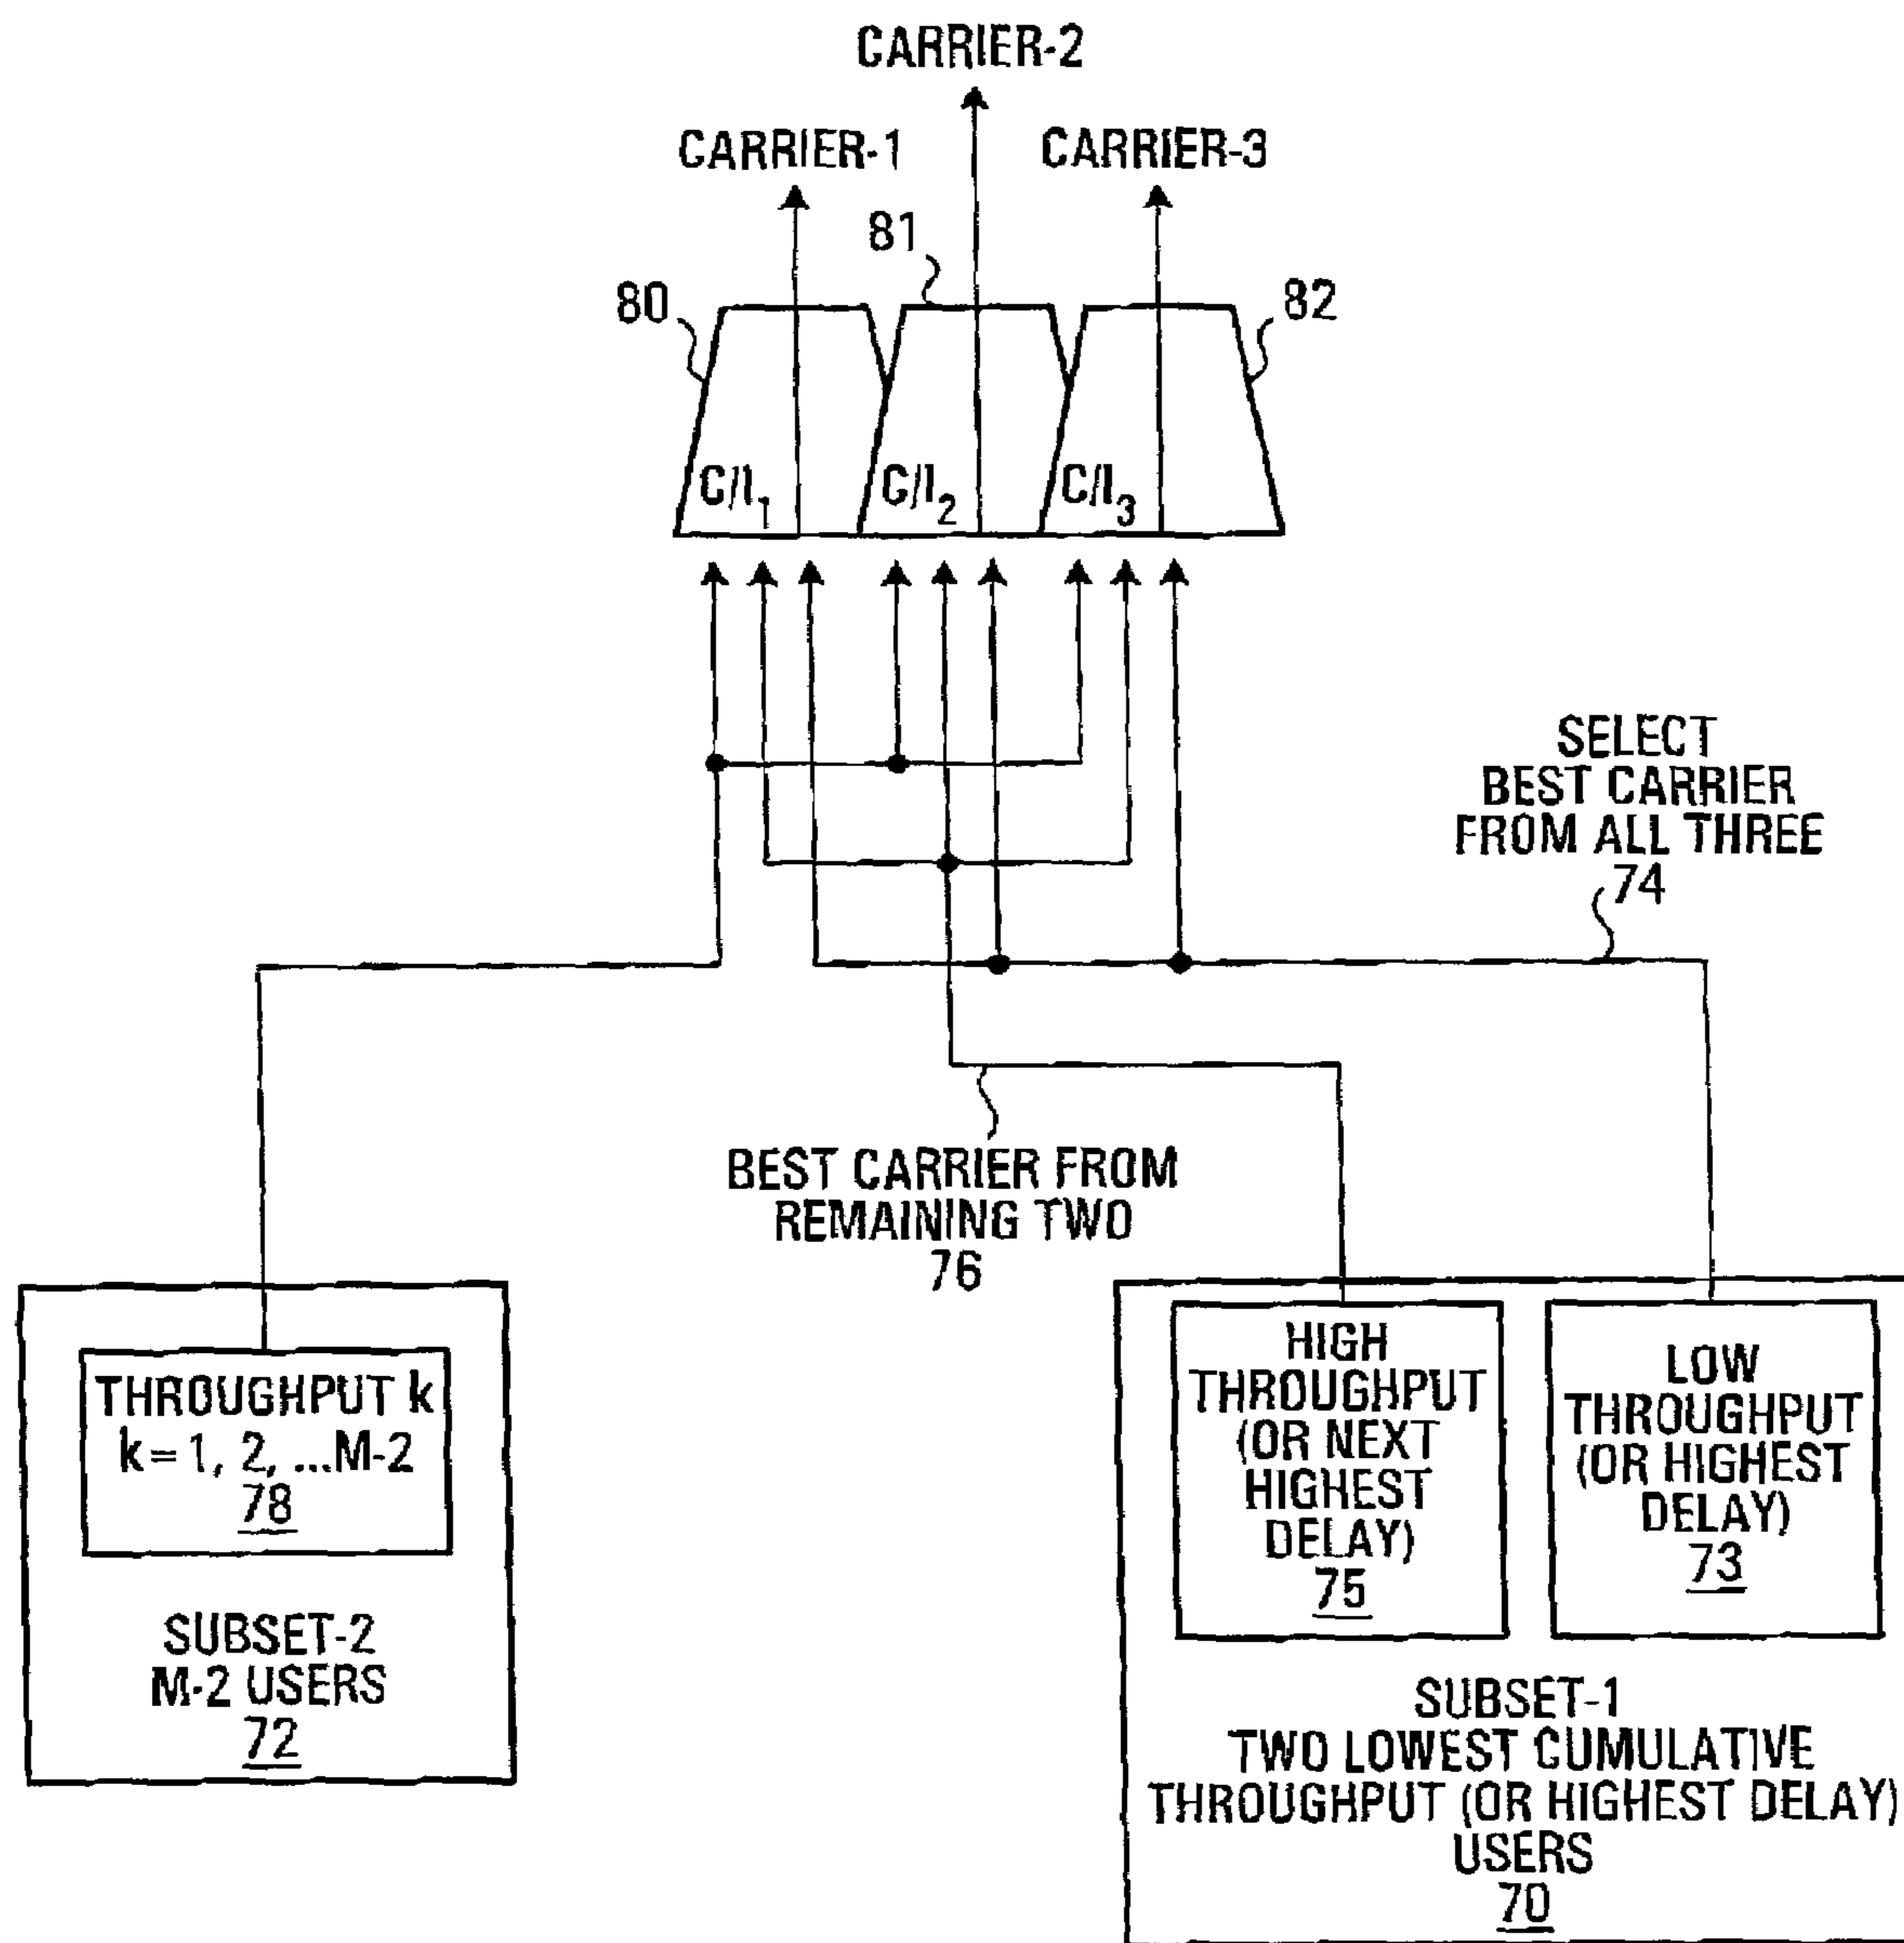 CARRIER-2
CARRIER-1
CARRIER-3
81
80
82
C/I1
C/I2
C/I3
SELECT
BEST CARRIER
FROM ALL THREE
74
BEST CARRIER FROM
REMAINING TWO
76
THROUGHPUT k
k = 1, 2, ...M-2
78
SUBSET-2
M-2 USERS
72
HIGH
THROUGHPUT
(OR NEXT
HIGHEST
DELAY)
75
LOW
THROUGHPUT
(OR HIGHEST
DELAY)
73
SUBSET-1
TWO LOWEST CUMULATIVE
THROUGHPUT (OR HIGHEST DELAY)
USERS
70